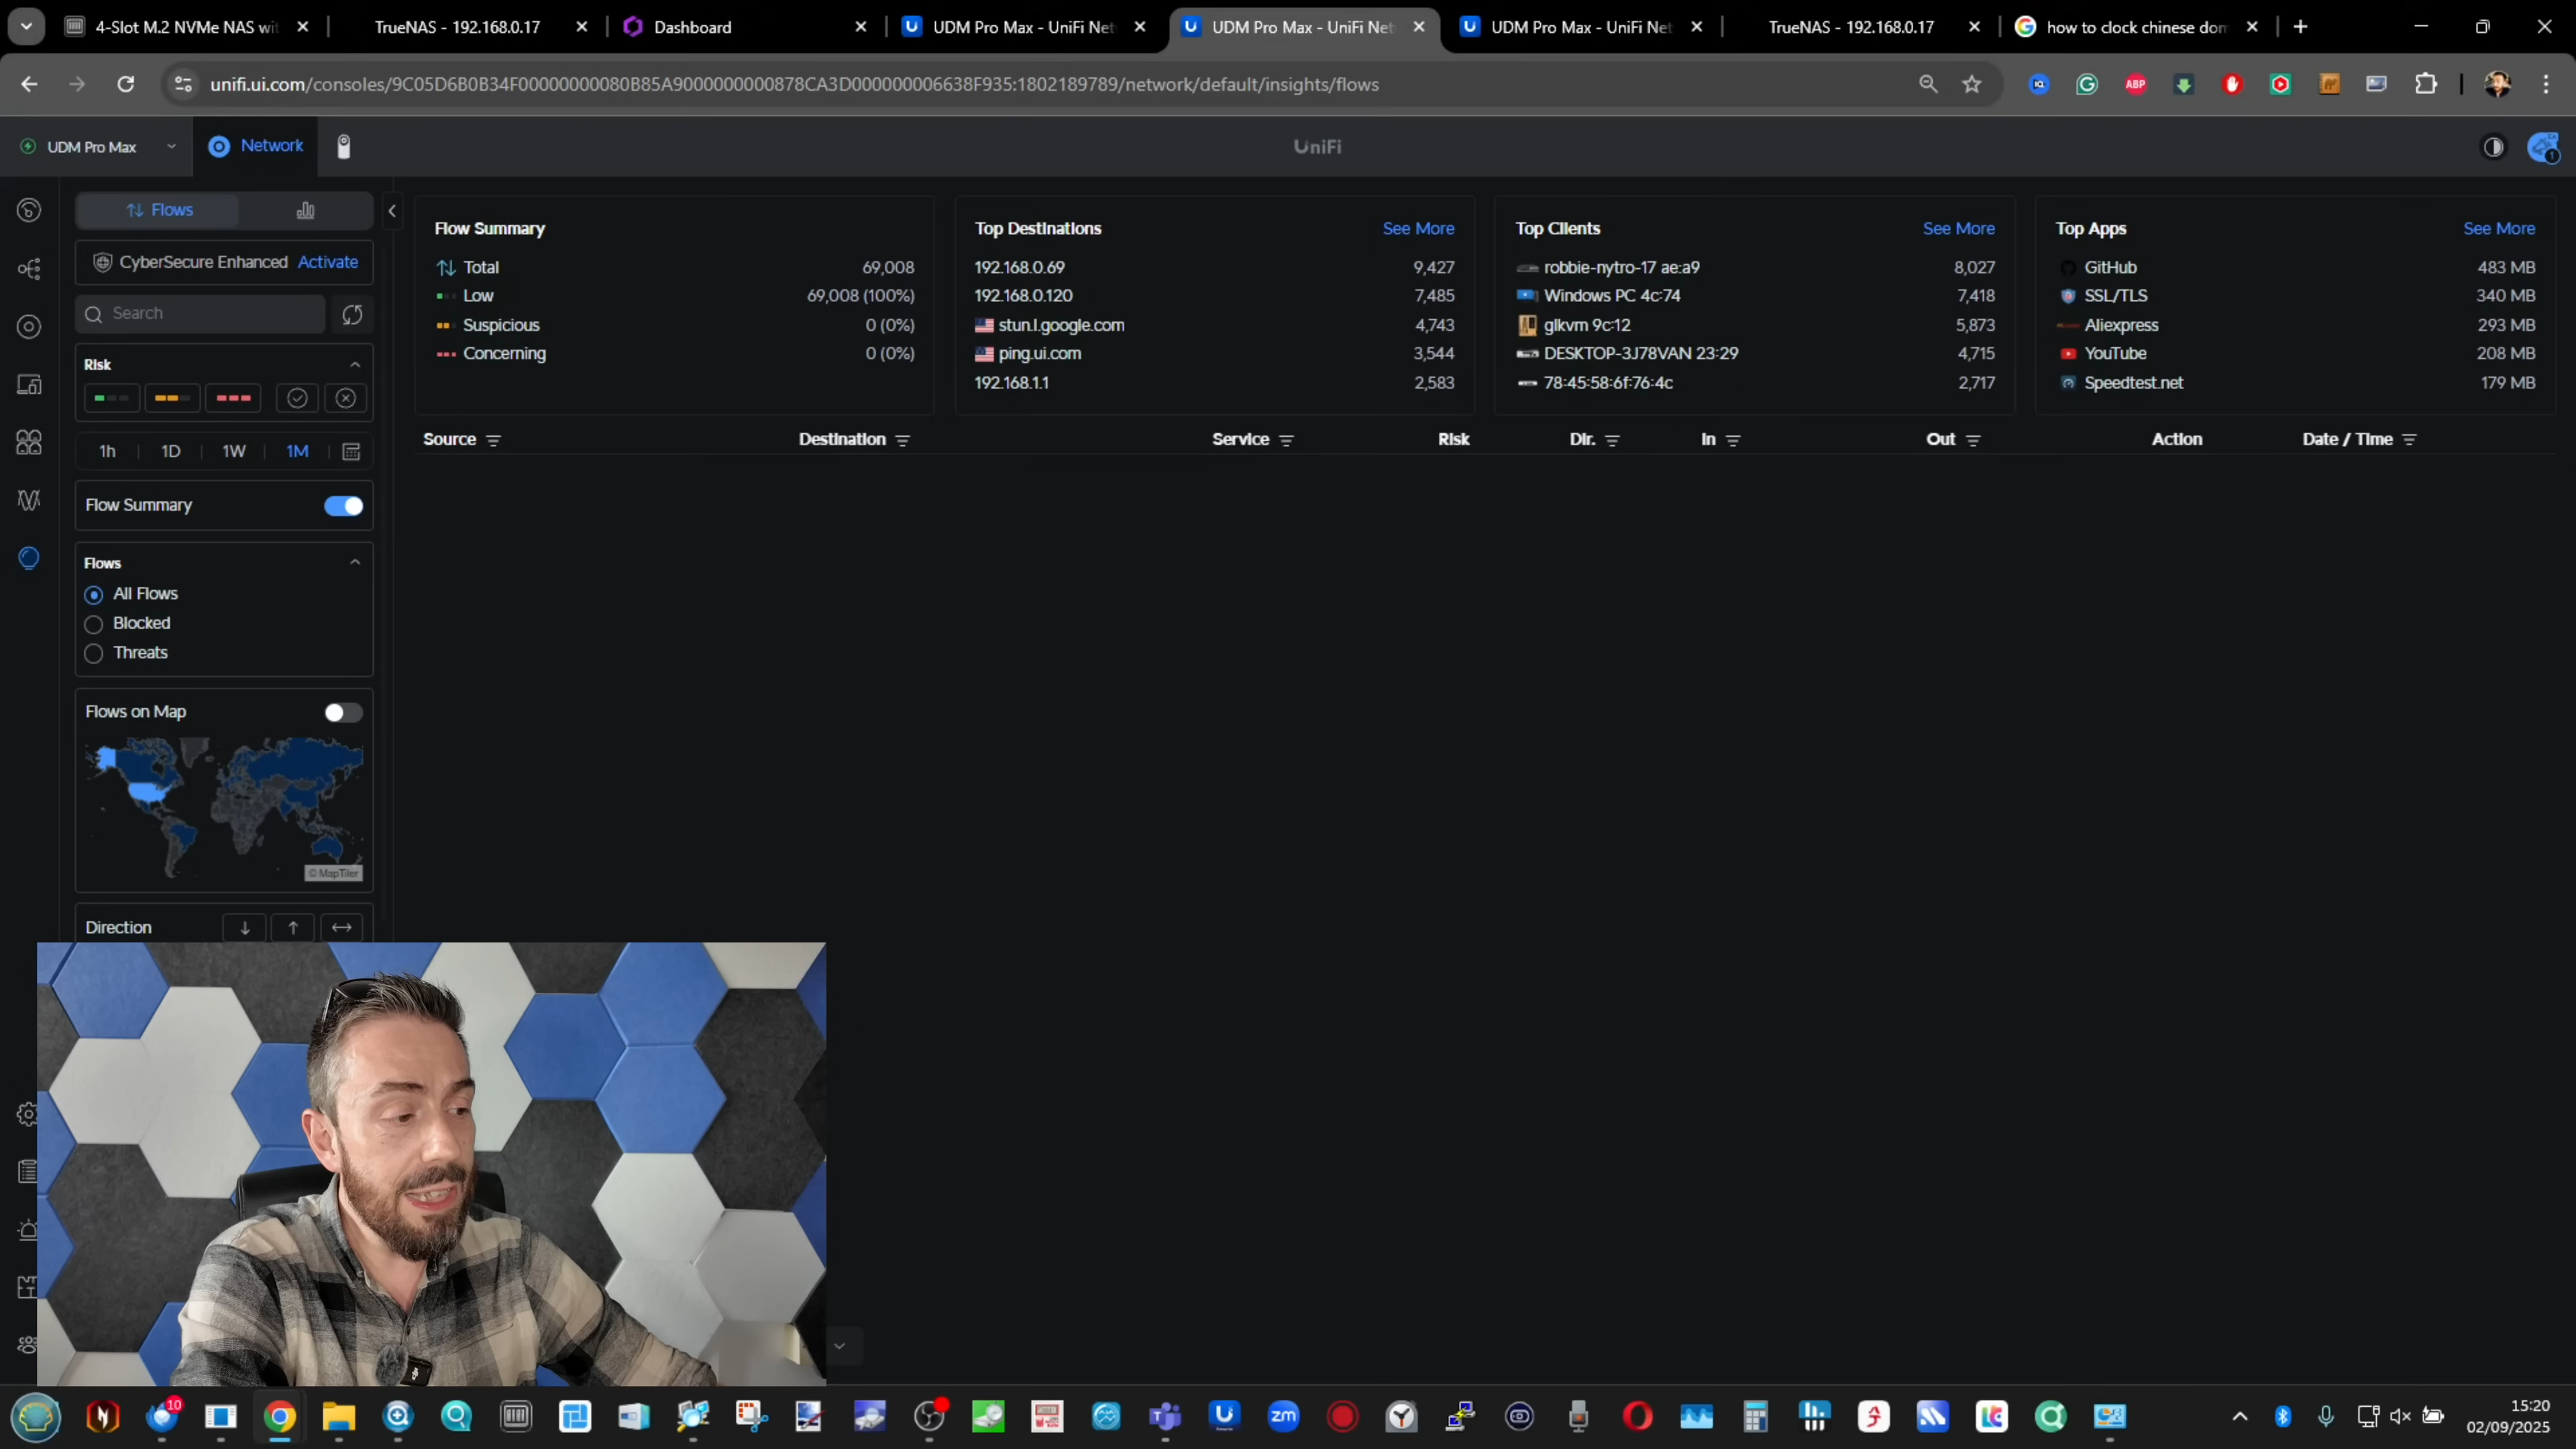 4-Slot M.2 NVMe NAS wit
TrueNAS - 192.168.0.17
Dashboard
UDM Pro Max - UniFi Net
UDM Pro Max - UniFi Net
UDM Pro Max - UniFi Net
TrueNAS - 192.168.0.17
how to clock chinese don
unifi.ui.com/consoles/9C05D6B0B34F00000000080B85A9000000000878CA3D000000006638F935:1802189789/network/default/insights/flows
ABP
UDM Pro Max
Network
UniFi
Flows
CyberSecure Enhanced Activate
Search
Risk
1h 1D 1W 1M
Flow Summary
Flows
All Flows
Blocked
Threats
Flows on Map
© MapTiler
Direction
Flow Summary
Total 69,008
Low 69,008 (100%)
Suspicious 0 (0%)
Concerning 0 (0%)
Top Destinations See More
192.168.0.69 9,427
192.168.0.120 7,485
stun.l.google.com 4,743
ping.ui.com 3,544
192.168.1.1 2,583
Top Clients See More
robbie-nytro-17 ae:a9 8,027
Windows PC 4c:74 7,418
glkvm 9c:12 5,873
DESKTOP-3J78VAN 23:29 4,715
78:45:58:6f:76:4c 2,717
Top Apps See More
GitHub 483 MB
SSL/TLS 340 MB
Aliexpress 293 MB
YouTube 208 MB
Speedtest.net 179 MB
Source Destination Service Risk Dir. In Out Action Date / Time
10
zm
15:20
02/09/2025